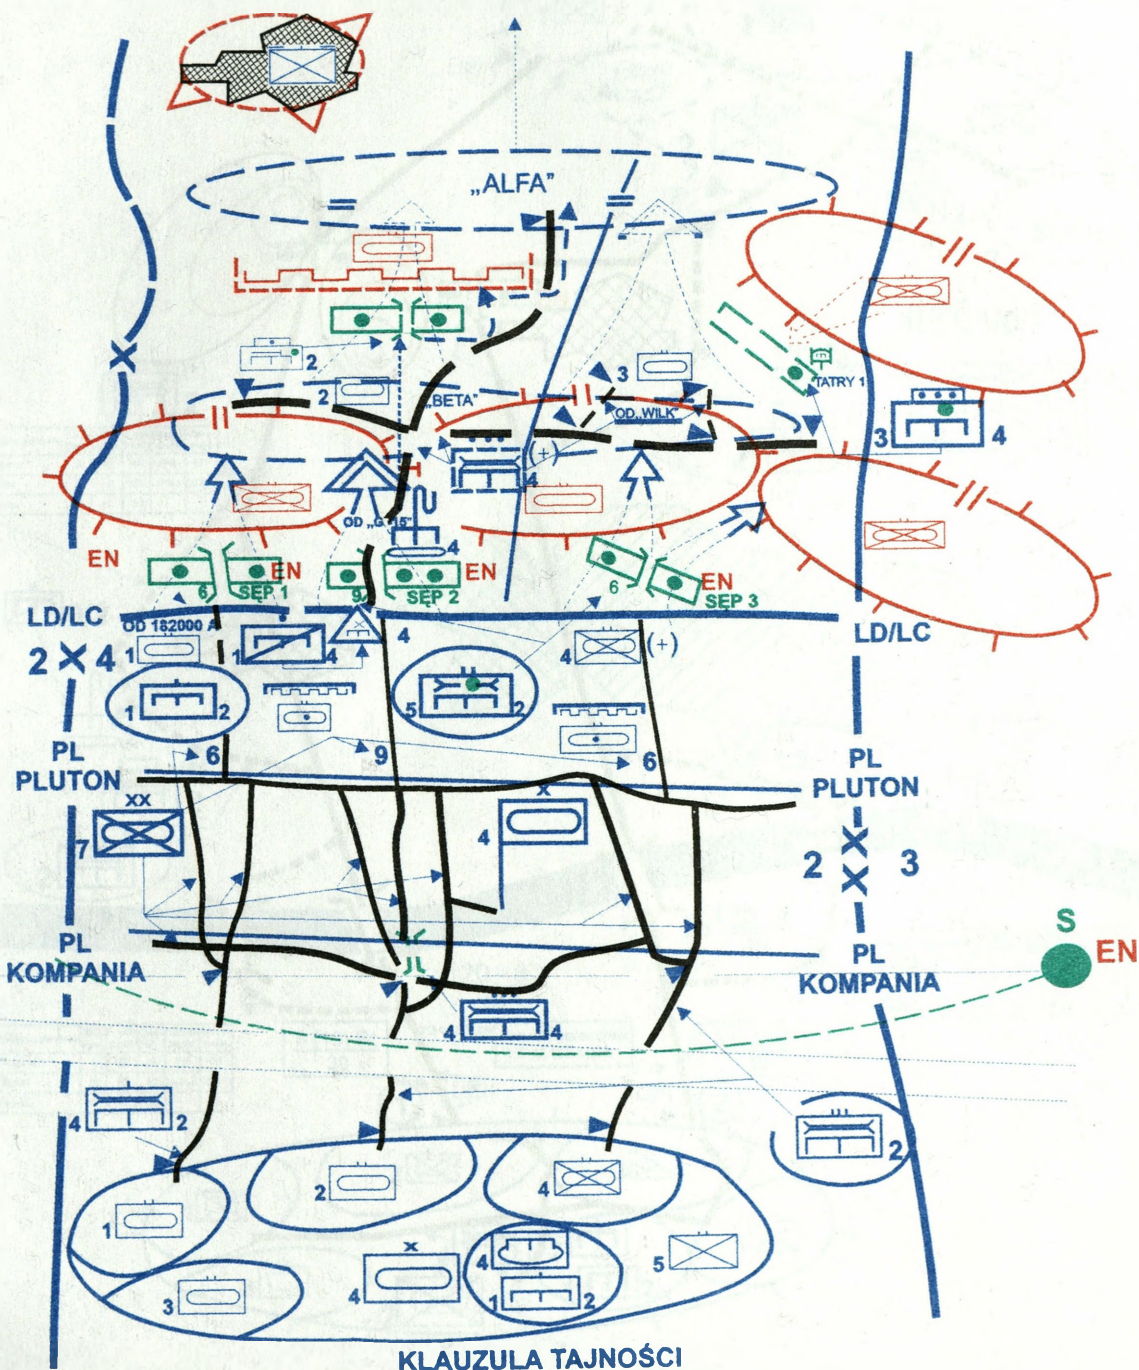 „ALFA”
2
TATRY 1
2
3
„BETA”
OD „WILK”
3
4
(+)
4
OD „G
EN
4
EN
EN
EN
6
SĘP 1
9
SĘP 2
6
SĘP 3
LD/LC
OD 182000 A
LD/LC
1
1
4
4
4
(+)
2 X 4
1
2
5
2
6
9
6
PL
PLUTON
PL
PLUTON
XX
7
X
4
2
X
X
3
S
EN
PL
KOMPANIA
PL
KOMPANIA
4
4
4
2
2
2
4
1
4
5
X
4
3
1
2
KLAUZULA TAJNOŚCI